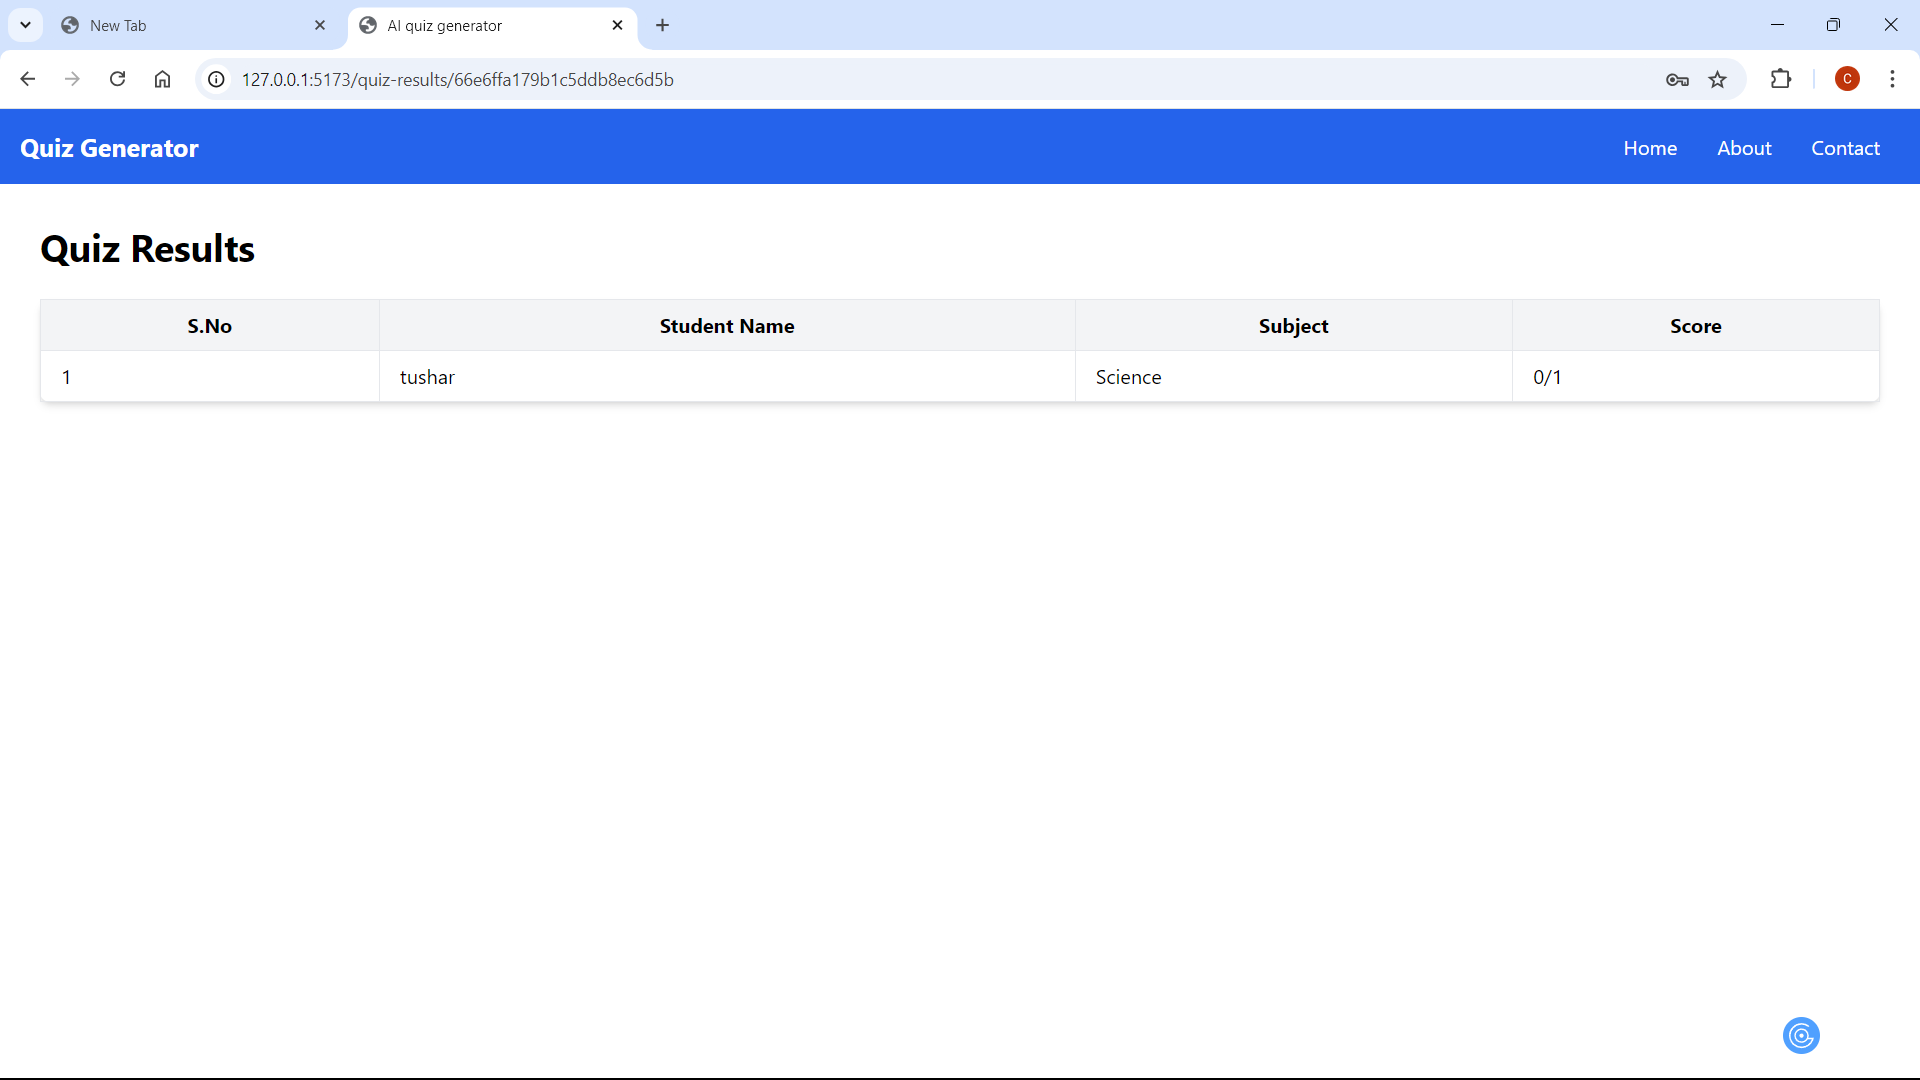 New Tab
AI quiz generator
127.0.0.1:5173/quiz-results/66e6ffa179b1c5ddb8ec6d5b
C
Quiz Generator
Home About Contact
Quiz Results
S.No Student Name Subject Score
1 tushar Science 0/1